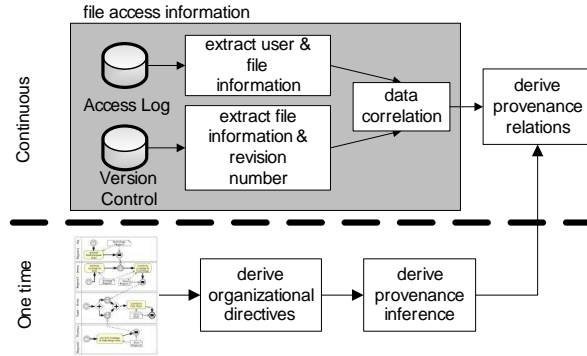 file access information
extract user &
file
information
Access Log
data
correlation
derive
provenance
relations
extract file
information &
revision
number
Version
Control
Continuous
One time
derive
organizational
directives
derive
provenance
inference